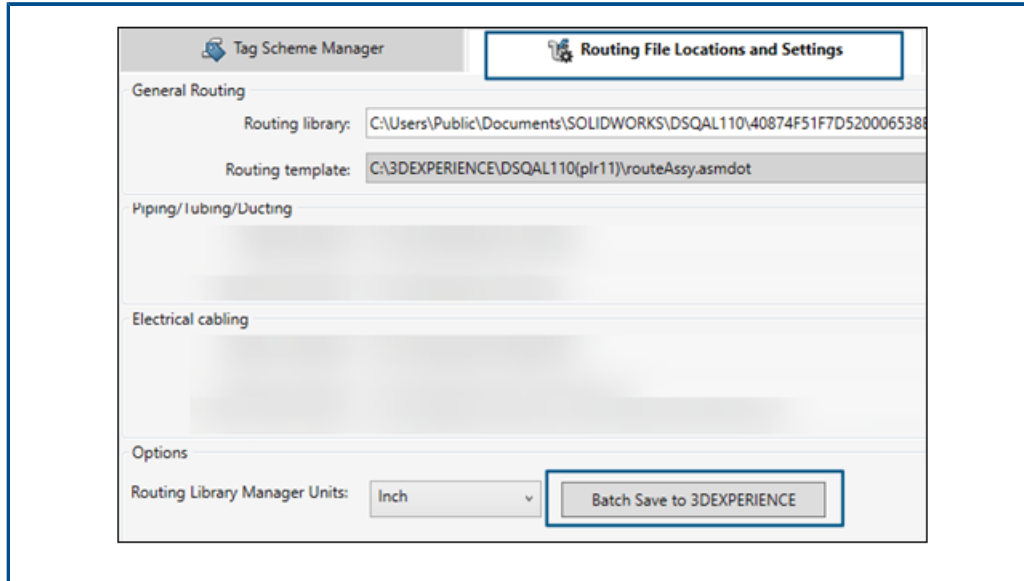 Tag Scheme Manager
Routing File Locations and Settings
General Routing
Routing library: C:\Users\Public\Documents\SOLIDWORKS\DSQAL110\40874F51F7D520006538E
Routing template: C:\3DEXPERIENCE\DSQAL110(plr11)\routeAssy.asmdot
Piping/Tubing/Ducting
Electrical cabling
Options
Routing Library Manager Units: Inch
Batch Save to 3DEXPERIENCE